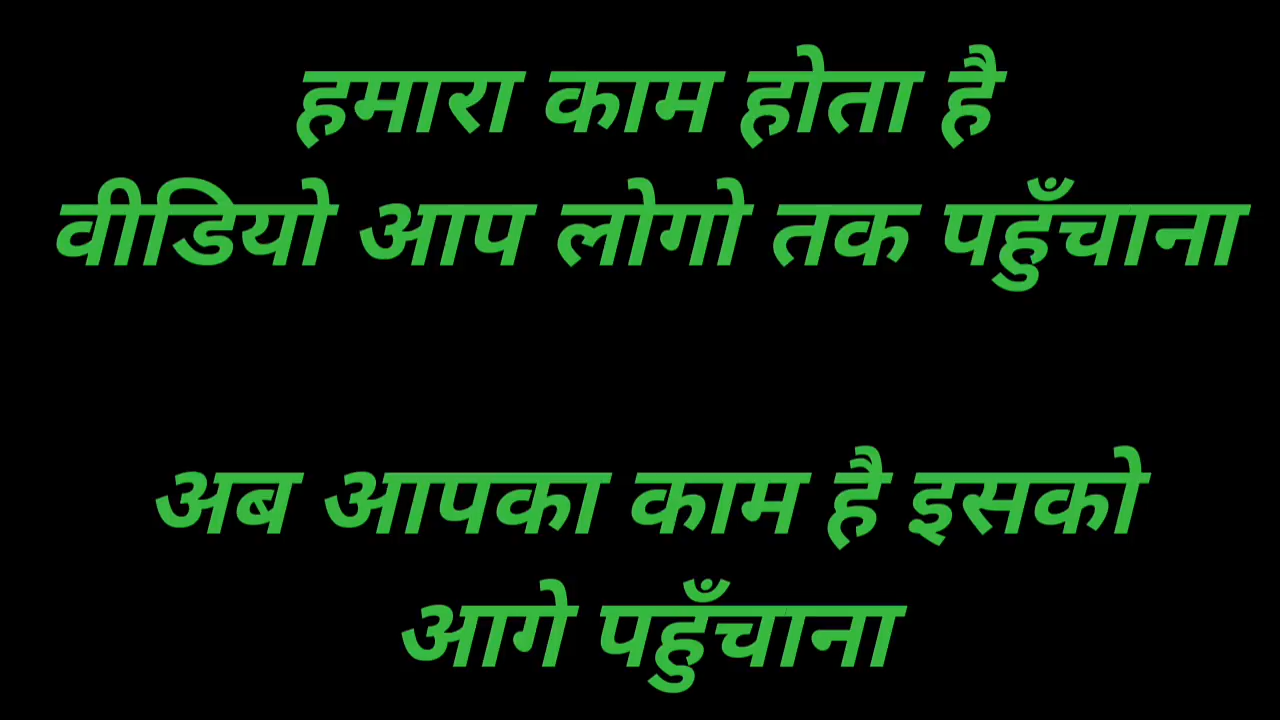 हमारा काम होता है
वीडियो आप लोगो तक पहुँचाना
अब आपका काम है इसको
आगे पहुँचाना